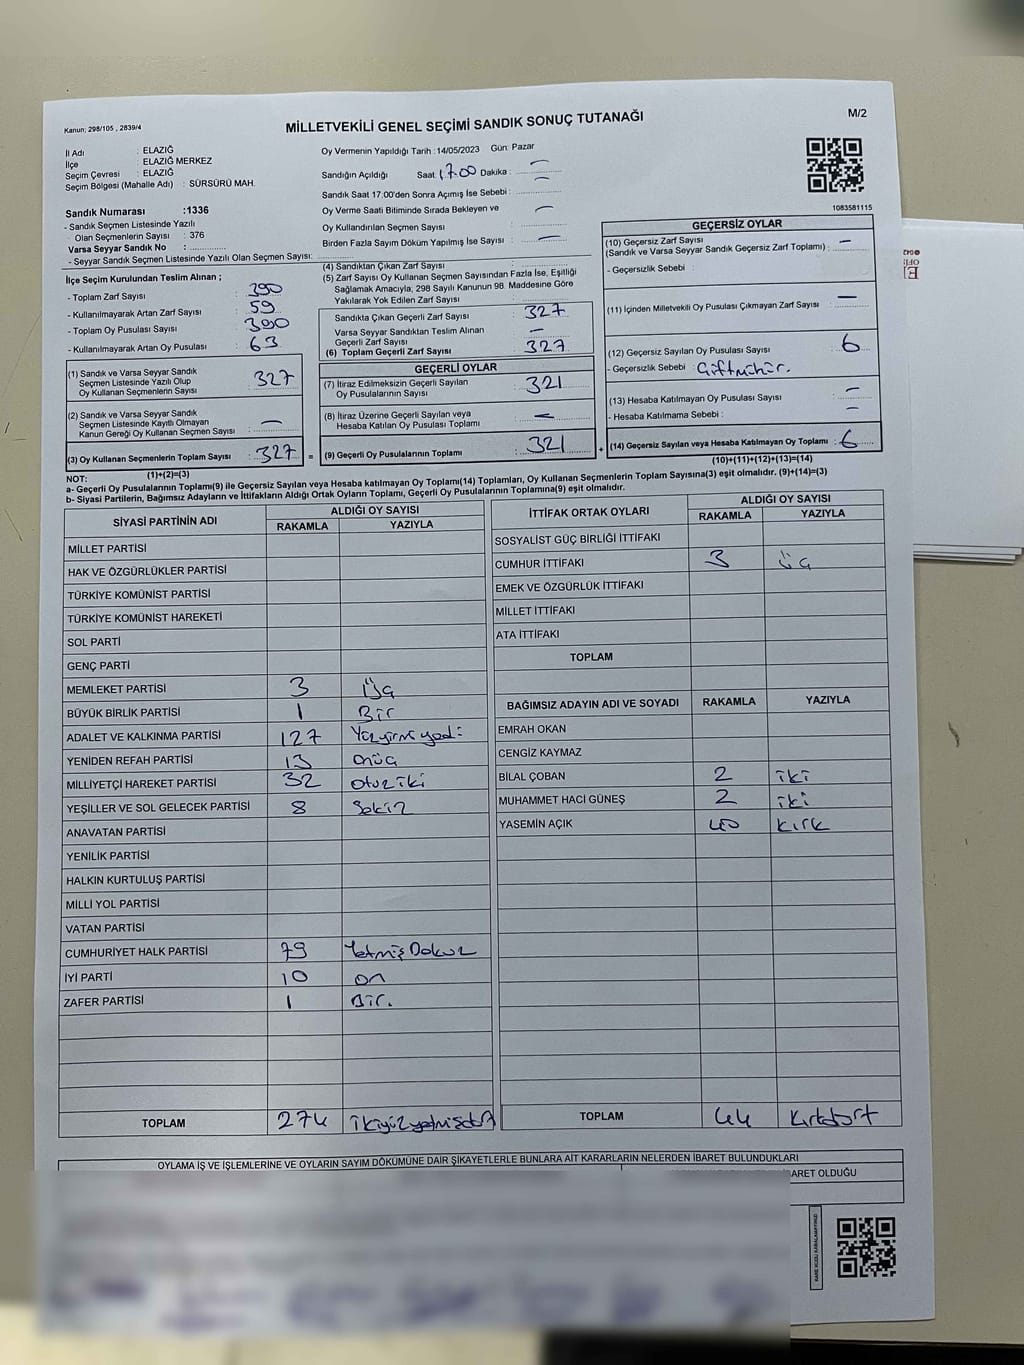 Kanun; 298/105 , 2839/4
MİLLETVEKİLİ GENEL SEÇİMİ SANDIK SONUÇ TUTANAĞI
M/2
İl Adı : ELAZIĞ
İlçe : ELAZIĞ MERKEZ
Seçim Çevresi : ELAZIĞ
Seçim Bölgesi (Mahalle Adı) : SÜRSÜRÜ MAH.
Sandık Numarası :1336
- Sandık Seçmen Listesinde Yazılı
Olan Seçmenlerin Sayısı : 376
Varsa Seyyar Sandık No :
- Seyyar Sandık Seçmen Listesinde Yazılı Olan Seçmen Sayısı:
Oy Vermenin Yapıldığı Tarih :14/05/2023 Gün: Pazar
Sandığın Açıldığı Saat: 17.00 Dakika : —
Sandık Saat 17:00'den Sonra Açımış İse Sebebi : —
Oy Verme Saati Bitiminde Sırada Bekleyen ve
Oy Kullandırılan Seçmen Sayısı —
Birden Fazla Sayım Döküm Yapılmış İse Sayısı : —
1083581115
İlçe Seçim Kurulundan Teslim Alınan ;
- Toplam Zarf Sayısı : 390
- Kullanılmayarak Artan Zarf Sayısı : 59
- Toplam Oy Pusulası Sayısı : 390
- Kullanılmayarak Artan Oy Pusulası : 63
(1) Sandık ve Varsa Seyyar Sandık
Seçmen Listesinde Yazılı Olup
Oy Kullanan Seçmenlerin Sayısı 327
(2) Sandık ve Varsa Seyyar Sandık
Seçmen Listesinde Kayıtlı Olmayan
Kanun Gereği Oy Kullanan Seçmen Sayısı —
(3) Oy Kullanan Seçmenlerin Toplam Sayısı : 327
(1)+(2)=(3)
(4) Sandıktan Çıkan Zarf Sayısı :
(5) Zarf Sayısı Oy Kullanan Seçmen Sayısından Fazla İse, Eşitliği
Sağlamak Amacıyla; 298 Sayılı Kanunun 98. Maddesine Göre
Yakılarak Yok Edilen Zarf Sayısı
Sandıkta Çıkan Geçerli Zarf Sayısı : 327
Varsa Seyyar Sandıktan Teslim Alınan
Geçerli Zarf Sayısı : —
(6) Toplam Geçerli Zarf Sayısı : 327
GEÇERLİ OYLAR
(7) İtiraz Edilmeksizin Geçerli Sayılan
Oy Pusulalarının Sayısı 321
(8) İtiraz Üzerine Geçerli Sayılan veya
Hesaba Katılan Oy Pusulası Toplamı : —
= (9) Geçerli Oy Pusulalarının Toplamı : 321 +
GEÇERSİZ OYLAR
(10) Geçersiz Zarf Sayısı
(Sandık ve Varsa Seyyar Sandık Geçersiz Zarf Toplamı) : —
- Geçersizlik Sebebi :
(11) İçinden Milletvekili Oy Pusulası Çıkmayan Zarf Sayısı : —
(12) Geçersiz Sayılan Oy Pusulası Sayısı : 6
- Geçersizlik Sebebi : Çiftmühür.
(13) Hesaba Katılmayan Oy Pusulası Sayısı : —
- Hesaba Katılmama Sebebi : —
(14) Geçersiz Sayılan veya Hesaba Katılmayan Oy Toplamı : 6
(10)+(11)+(12)+(13)=(14)
NOT:
a- Geçerli Oy Pusulalarının Toplamı(9) ile Geçersiz Sayılan veya Hesaba Katılmayan Oy Toplamı(14) Toplamları, Oy Kullanan Seçmenlerin Toplam Sayısına(3) eşit olmalıdır. (9)+(14)=(3)
b- Siyasi Partilerin, Bağımsız Adayların ve İttifakların Aldığı Ortak Oyların Toplamı, Geçerli Oy Pusulalarının Toplamına(9) eşit olmalıdır.
SİYASİ PARTİNİN ADI ALDIĞI OY SAYISI
RAKAMLA YAZIYLA
MİLLET PARTİSİ
HAK VE ÖZGÜRLÜKLER PARTİSİ
TÜRKİYE KOMÜNİST PARTİSİ
TÜRKİYE KOMÜNİST HAREKETİ
SOL PARTİ
GENÇ PARTİ
MEMLEKET PARTİSİ 3 Üç
BÜYÜK BİRLİK PARTİSİ 1 Bir
ADALET VE KALKINMA PARTİSİ 127 Yüzyirmiyedi
YENİDEN REFAH PARTİSİ 13 onüç
MİLLİYETÇİ HAREKET PARTİSİ 32 otuziki
YEŞİLLER VE SOL GELECEK PARTİSİ 8 Sekiz
ANAVATAN PARTİSİ
YENİLİK PARTİSİ
HALKIN KURTULUŞ PARTİSİ
MİLLİ YOL PARTİSİ
VATAN PARTİSİ
CUMHURİYET HALK PARTİSİ 79 Yetmiş Dokuz
İYİ PARTİ 10 on
ZAFER PARTİSİ 1 Bir.
TOPLAM 274 ikiyüzyetmişdört
İTTİFAK ORTAK OYLARI ALDIĞI OY SAYISI
RAKAMLA YAZIYLA
SOSYALİST GÜÇ BİRLİĞİ İTTİFAKI
CUMHUR İTTİFAKI 3 üç
EMEK VE ÖZGÜRLÜK İTTİFAKI
MİLLET İTTİFAKI
ATA İTTİFAKI
TOPLAM
BAĞIMSIZ ADAYIN ADI VE SOYADI RAKAMLA YAZIYLA
EMRAH OKAN
CENGİZ KAYMAZ
BİLAL ÇOBAN 2 iki
MUHAMMET HACİ GÜNEŞ 2 iki
YASEMİN AÇIK 40 kırk
TOPLAM 44 kırkdört
OYLAMA İŞ VE İŞLEMLERİNE VE OYLARIN SAYIM DÖKÜMÜNE DAİR ŞİKAYETLERLE BUNLARA AİT KARARLARIN NELERDEN İBARET BULUNDUKLARI
BARET OLDUĞU